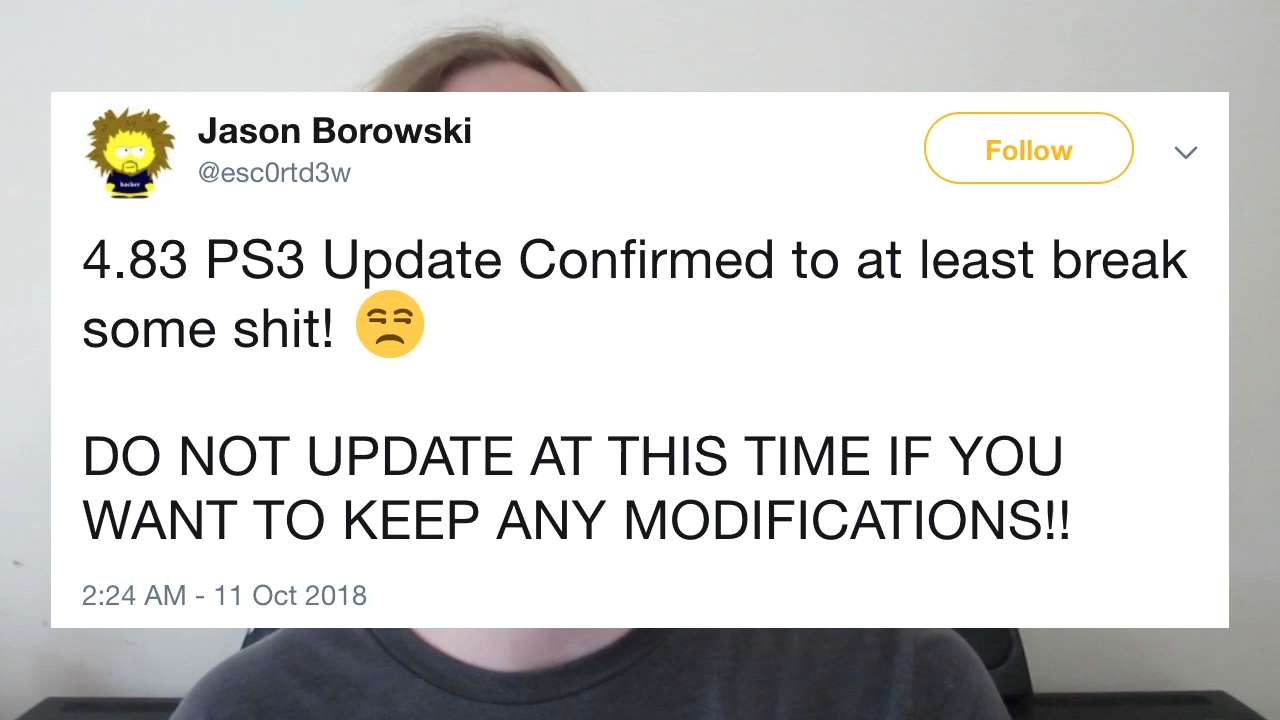 Jason Borowski
@esc0rtd3w
Follow
4.83 PS3 Update Confirmed to at least break
some shit! 😒
DO NOT UPDATE AT THIS TIME IF YOU
WANT TO KEEP ANY MODIFICATIONS!!
2:24 AM - 11 Oct 2018
hacker